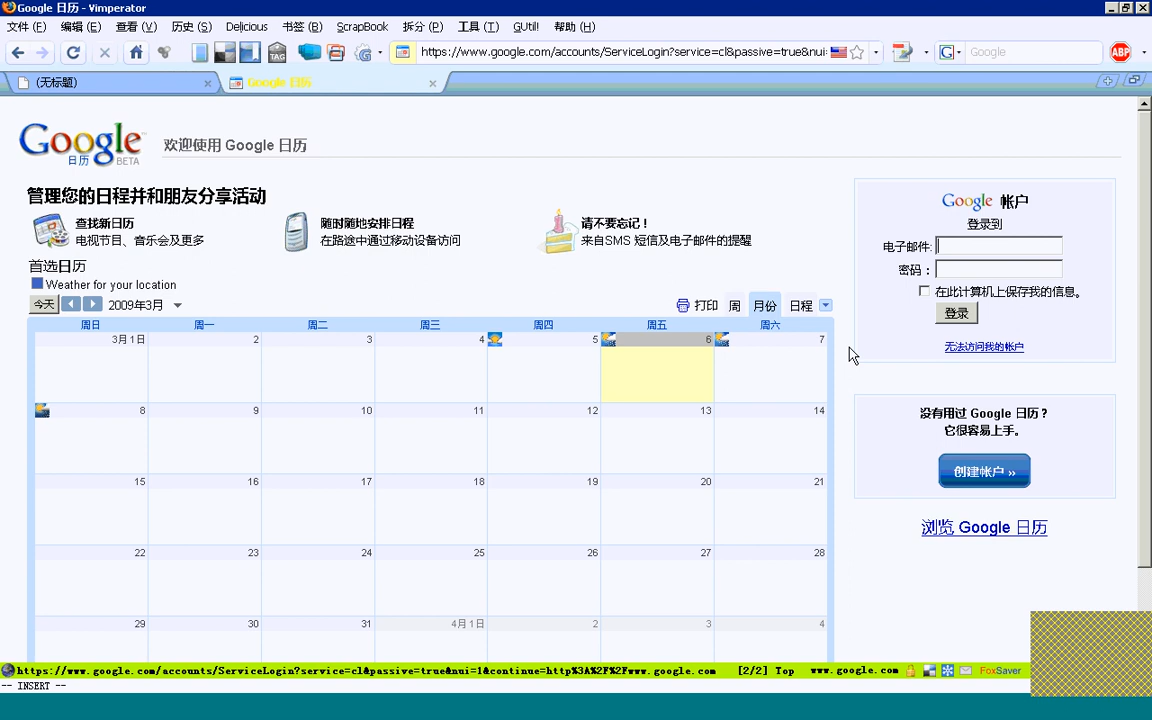 Google 日历 - Vimperator
文件 (F) 编辑 (E) 查看 (V) 历史 (S) Delicious 书签 (B) ScrapBook 拆分 (P) 工具 (T) GUtil! 帮助 (H)
TAG https://www.google.com/accounts/ServiceLogin?service=cl&passive=true&nui: G Google ABP
(无标题) Google 日历
Google 日历 BETA
欢迎使用 Google 日历
管理您的日程并和朋友分享活动
查找新日历
电视节目、音乐会及更多
随时随地安排日程
在路途中通过移动设备访问
请不要忘记！
来自SMS 短信及电子邮件的提醒
首选日历
Weather for your location
今天 2009年3月 打印 周 月份 日程
周日 周一 周二 周三 周四 周五 周六
3月 1日 2 3 4 5 6 7
8 9 10 11 12 13 14
15 16 17 18 19 20 21
22 23 24 25 26 27 28
29 30 31 4月 1日 2 3 4
Google 帐户
登录到
电子邮件:
密码：
在此计算机上保存我的信息。
登录
无法访问我的帐户
没有用过 Google 日历？
它很容易上手。
创建帐户 »
浏览 Google 日历
https://www.google.com/accounts/ServiceLogin?service=cl&passive=true&nui=1&continue=http%3A%2F%2Fwww.google.com [2/2] Top www.google.com FoxSaver
-- INSERT --